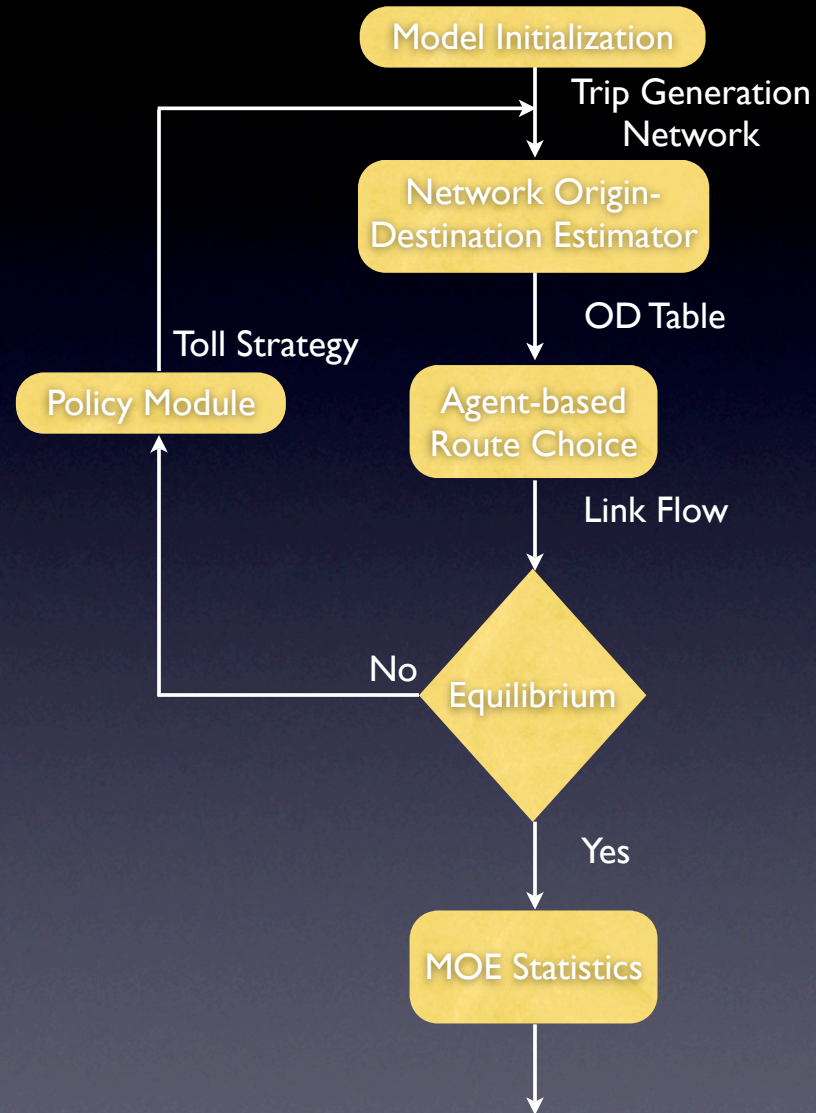 Model Initialization
Trip Generation
Network
Network Origin-
Destination Estimator
OD Table
Toll Strategy
Policy Module
Agent-based
Route Choice
Link Flow
No
Equilibrium
Yes
MOE Statistics